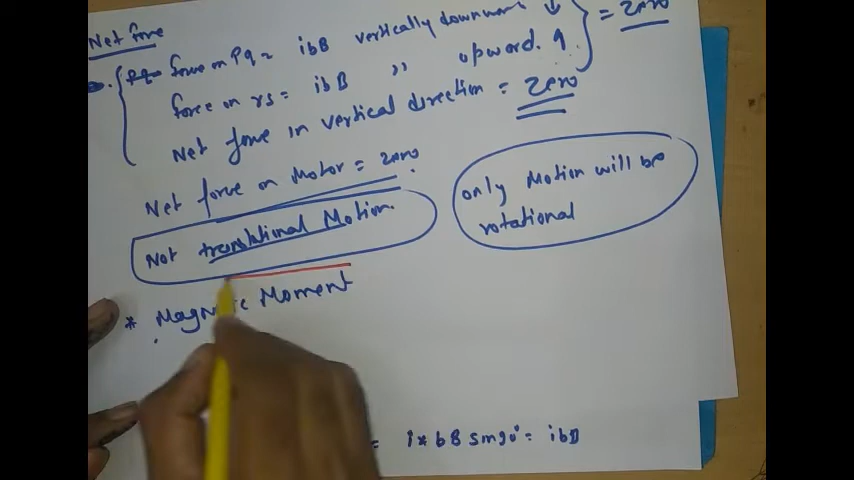 Net force
force on Pq = ibB vertically downward ↓
force on rs = ibB ,, upward. } = zero
Net force in vertical direction = zero
Net force on Motor = zero.
Not translational Motion.
only Motion will be
rotational
* Magnetic Moment
= i*bB sin90° = ibB